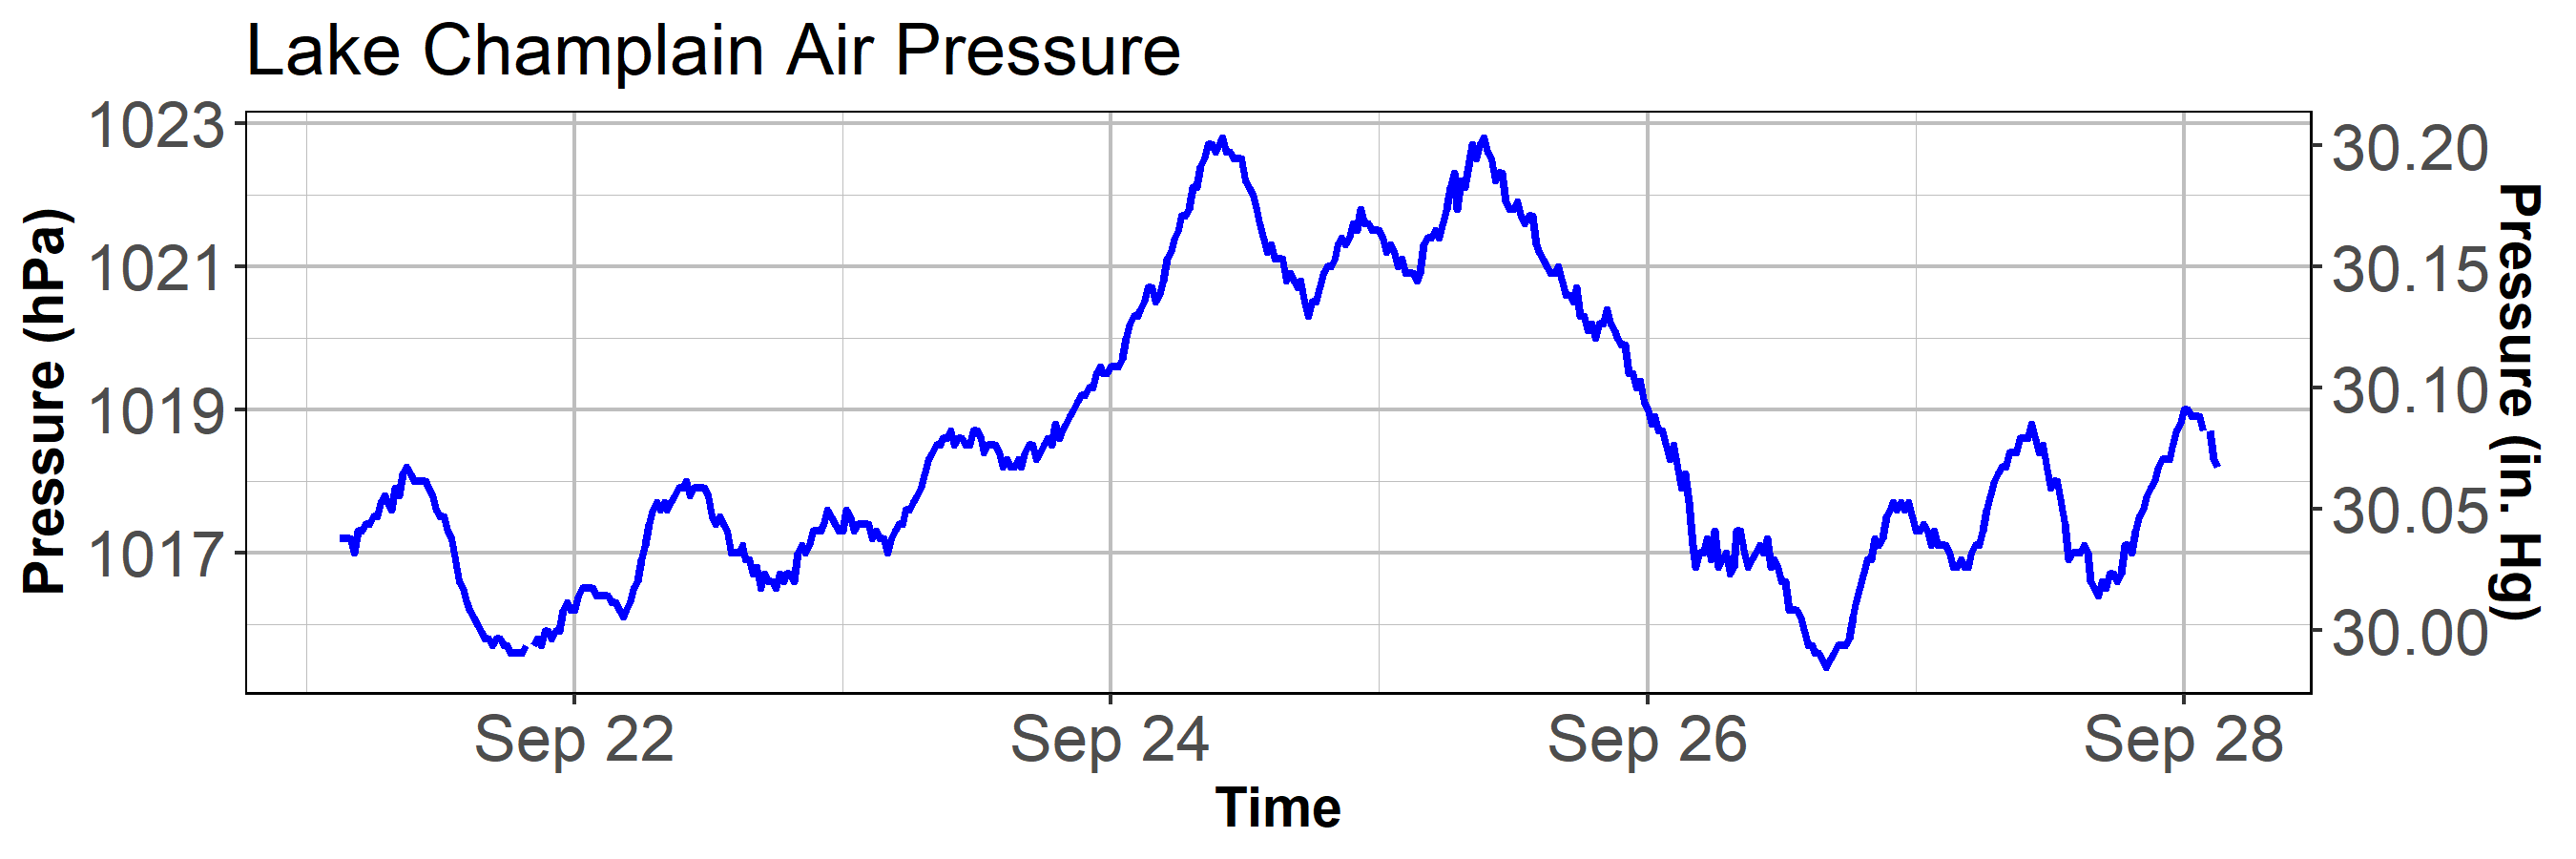 Lake Champlain Air Pressure
Pressure (hPa)
1023
1021
1019
1017
30.20
30.15
30.10
30.05
30.00
Pressure (in. Hg)
Sep 22
Sep 24
Sep 26
Sep 28
Time